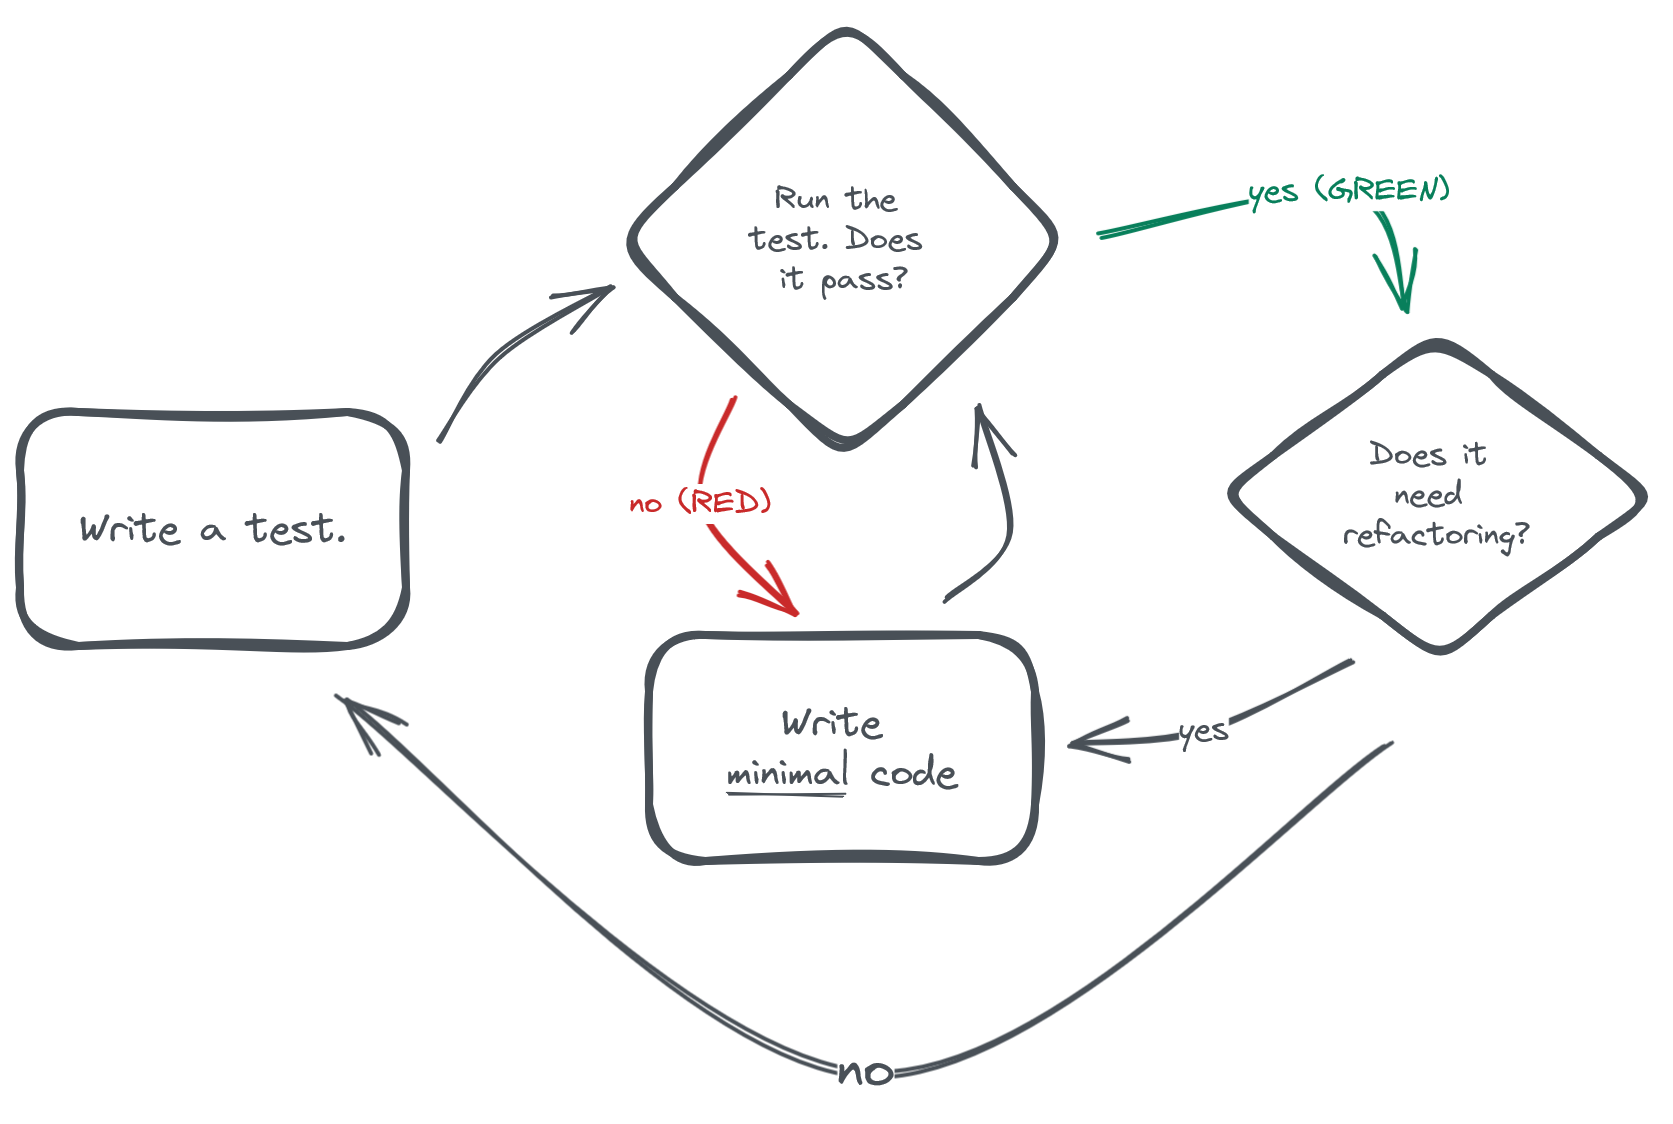 Run the
test. Does
it pass?
yes (GREEN)
no (RED)
Write a test.
Does it
need
refactoring?
Write
minimal code
yes
no